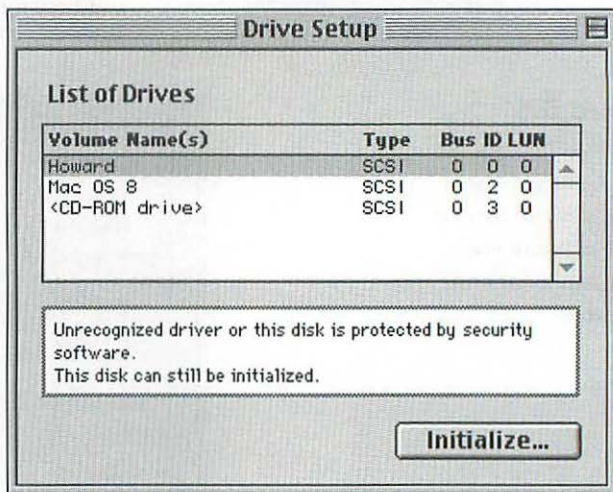 Drive Setup
List of Drives
Volume Name(s) Type Bus ID LUN
Howard SCSI 0 0 0
Mac OS 8 SCSI 0 2 0
<CD-ROM drive> SCSI 0 3 0
Unrecognized driver or this disk is protected by security
software.
This disk can still be initialized.
Initialize...